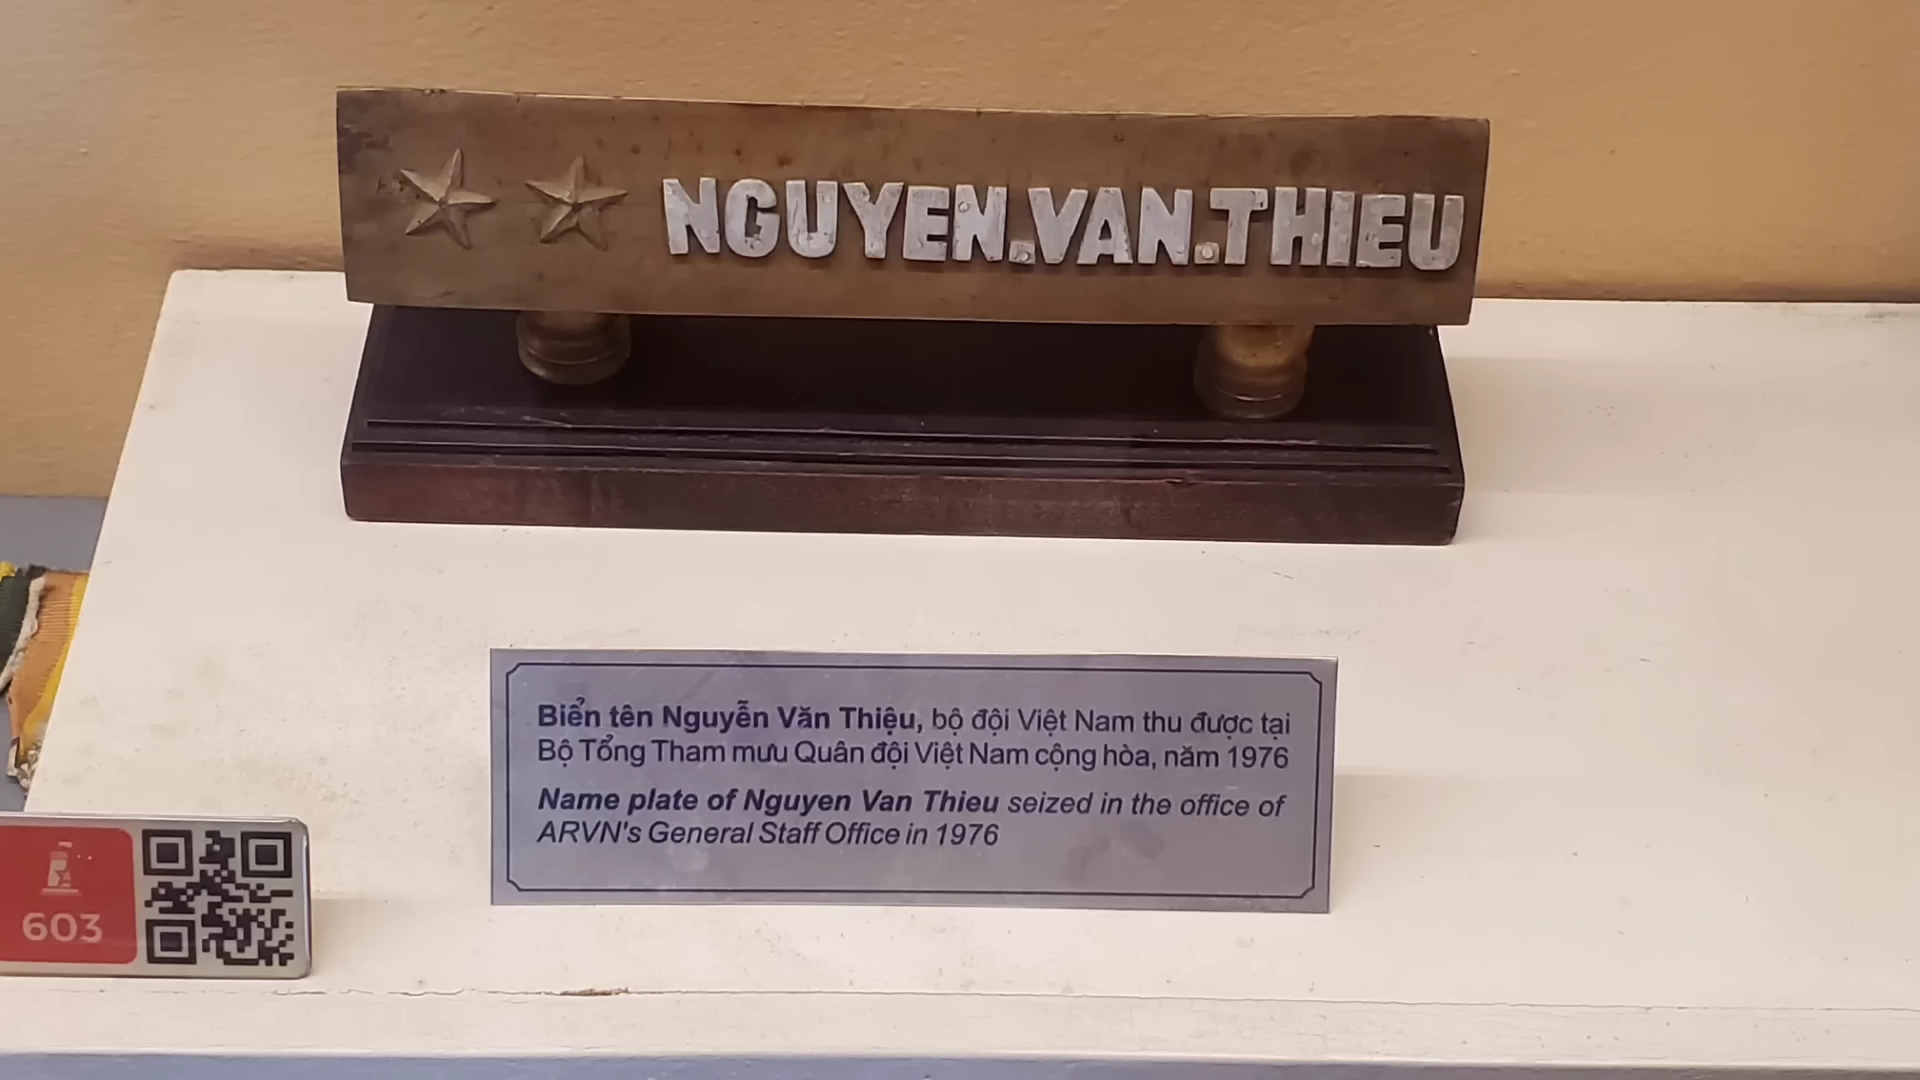 NGUYEN.VAN.THIEU
Biển tên Nguyễn Văn Thiệu, bộ đội Việt Nam thu được tại
Bộ Tổng Tham mưu Quân đội Việt Nam cộng hòa, năm 1976
Name plate of Nguyen Van Thieu seized in the office of
ARVN's General Staff Office in 1976
603